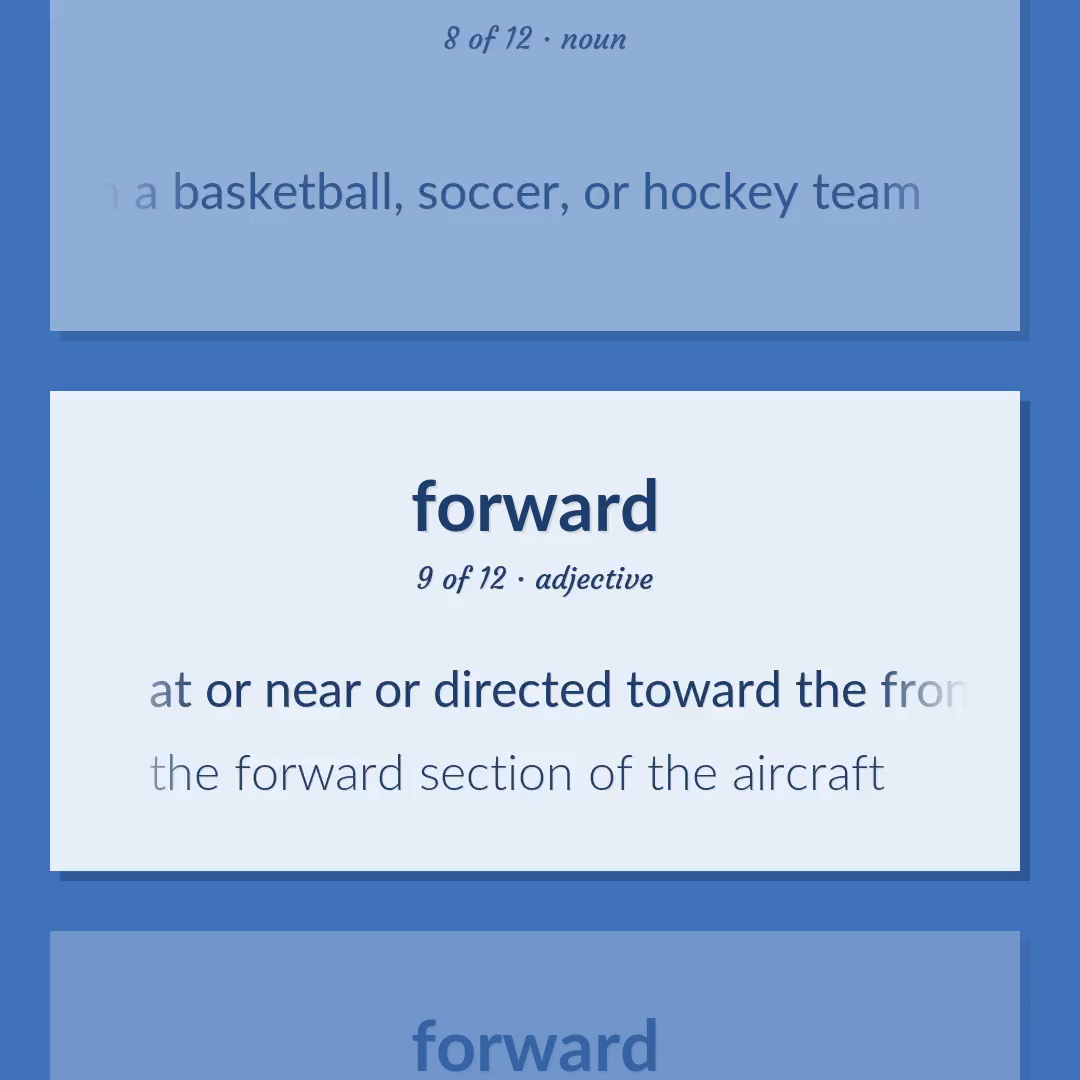 8 of 12 · noun
a basketball, soccer, or hockey team
forward
9 of 12 · adjective
at or near or directed toward the
the forward section of the aircraft
forward